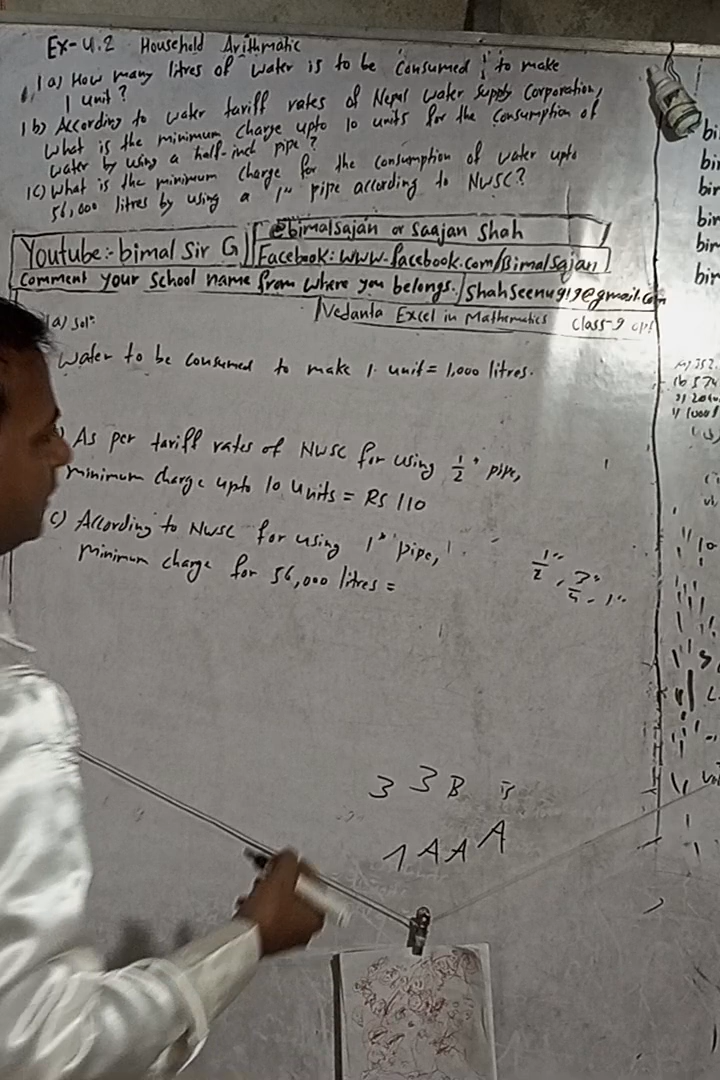 Ex-4.2 Household Arithmatic
1. 1a) How many litres of water is to be consumed to make
1 unit?
1b) According to water tariff rates of Nepal water supply Corporation,
What is the minimum charge upto 10 units for the consumption of
water by using a half-inch pipe?
1c) What is the minimum charge for the consumption of water upto
56,000 litres by using a 1" pipe according to NWSC?
@bimalsajan or Saajan Shah
Youtube:- bimal Sir G
Facebook: www.facebook.com/Bimalsajan
Comment your School name from where you belongs. / Shahseenu919@gmail.com
Vedanta Excel in Mathematics Class-9
1a) Solⁿ:
Water to be consumed to make 1 unit = 1,000 litres.
As per tariff rates of NWSC for using 1/2" pipe,
minimum charge upto 10 units = RS 110
c) According to NWSC for using 1" pipe,
minimum charge for 56,000 litres =
1/2", 3/4", 1"
3 3 B B
1 A A A